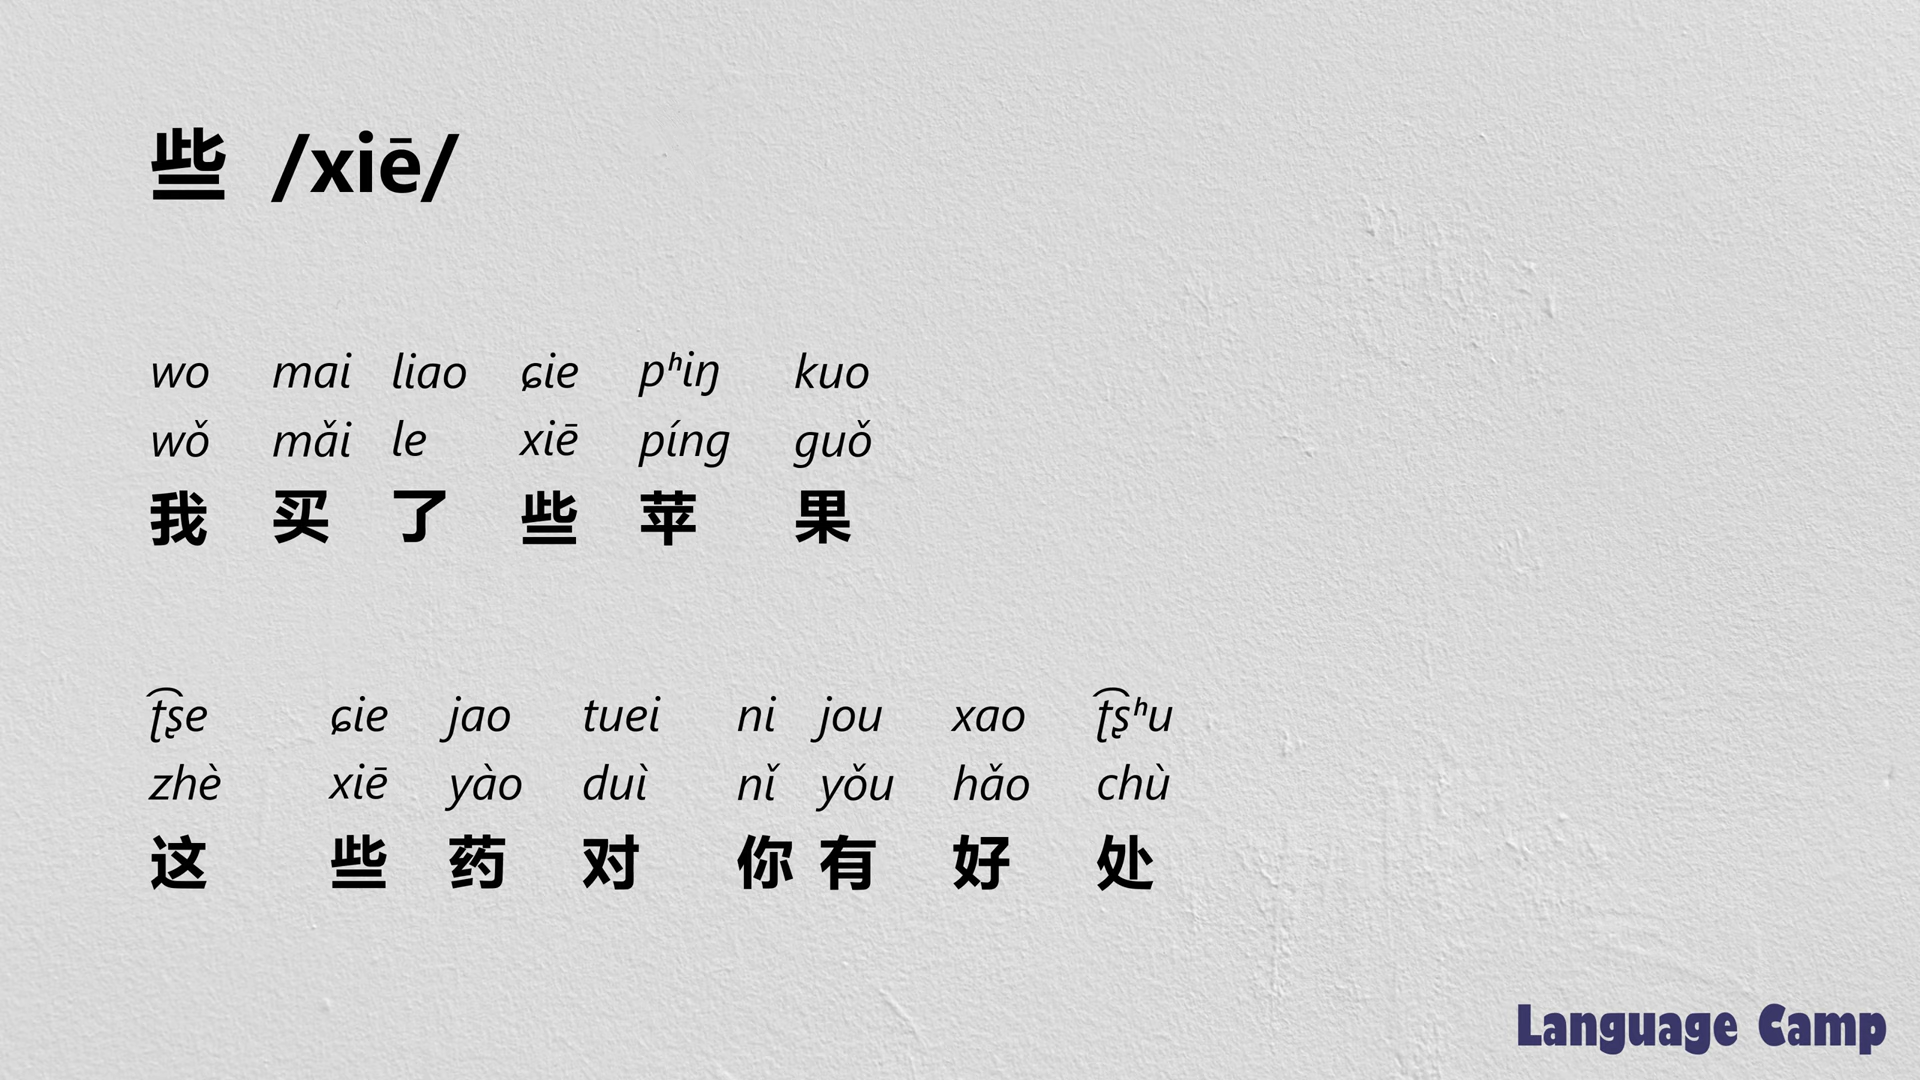 些 /xiē/
wo mai liao ɕie pʰiŋ kuo
wǒ mǎi le xiē píng guǒ
我 买 了 些 苹 果
ʈ͡ʂe ɕie jao tuei ni jou xao ʈ͡ʂʰu
zhè xiē yào duì nǐ yǒu hǎo chù
这 些 药 对 你 有 好 处
Language Camp